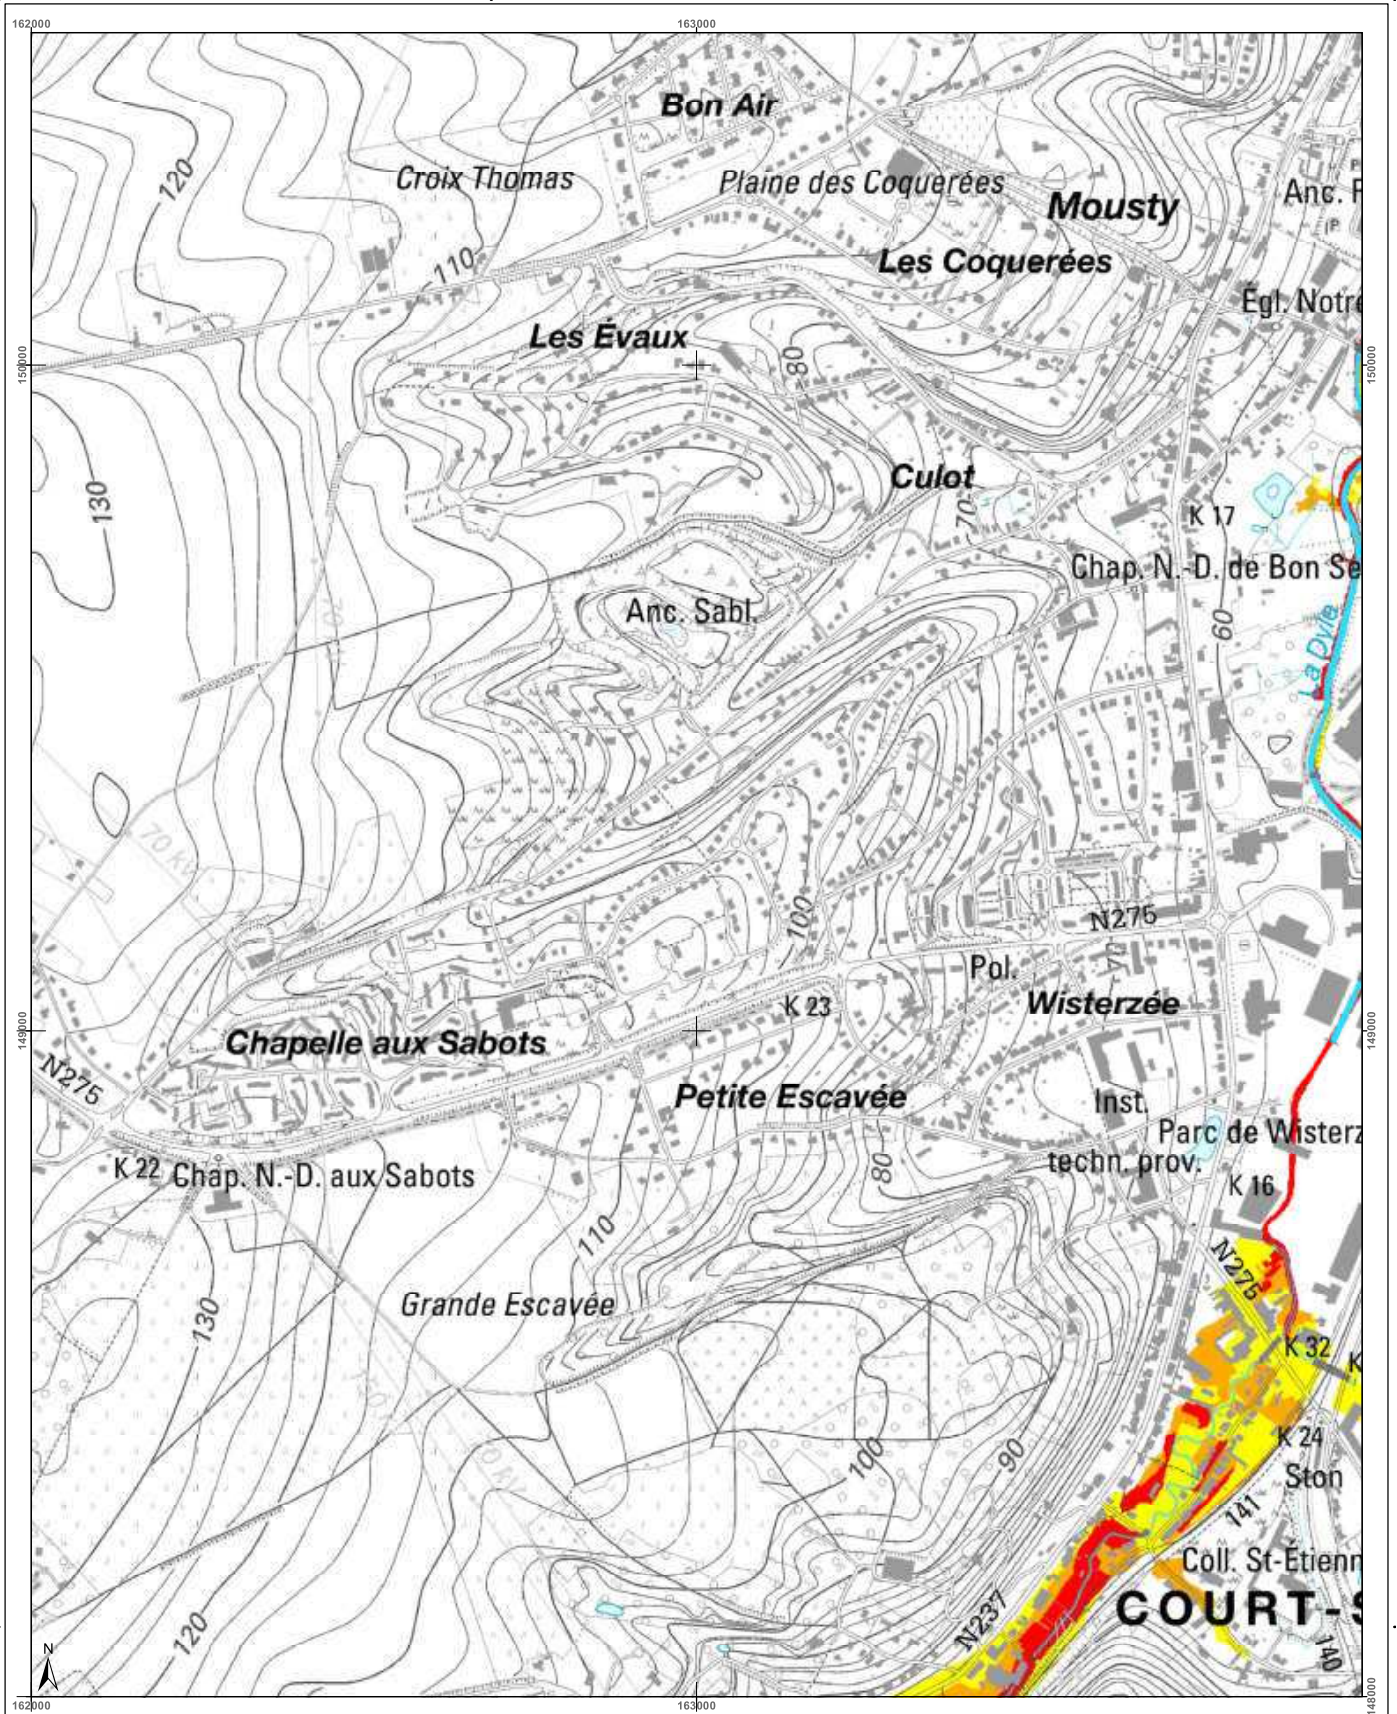 162000
163000
Bon Air
120
Croix Thomas
Plaine des Coquerées
Mousty
Anc. F
P
P
110
Les Coquerées
Égl. Notre
Les Évaux
150000
80
150000
130
Culot
70
K 17
Chap. N.-D. de Bon Se
Anc. Sabl.
60
La Dyle
70 kV
70 kV
100
N275
Pol.
K 23
Wisterzée
149000
Chapelle aux Sabots
149000
N275
Petite Escavée
Inst.
techn. prov.
Parc de Wisterz
K 22
Chap. N.-D. aux Sabots
80
K 16
110
N275
130
Grande Escavée
K 32
K
100
90
K 24
Ston
141
Coll. St-Étienn
COURT-S
N237
120
140
N
162000
163000
148000